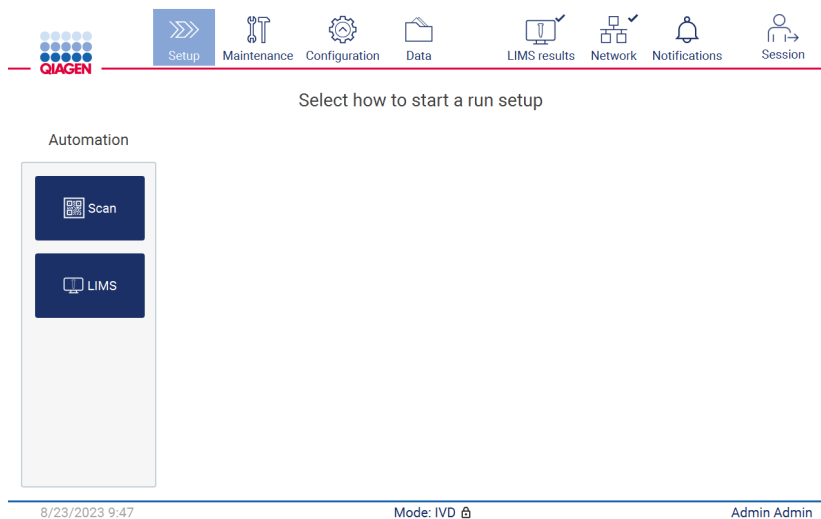 QIAGEN
Setup
Maintenance
Configuration
Data
LIMS results
Network
Notifications
Session
Select how to start a run setup
Automation
Scan
LIMS
8/23/2023 9:47
Mode: IVD
Admin Admin